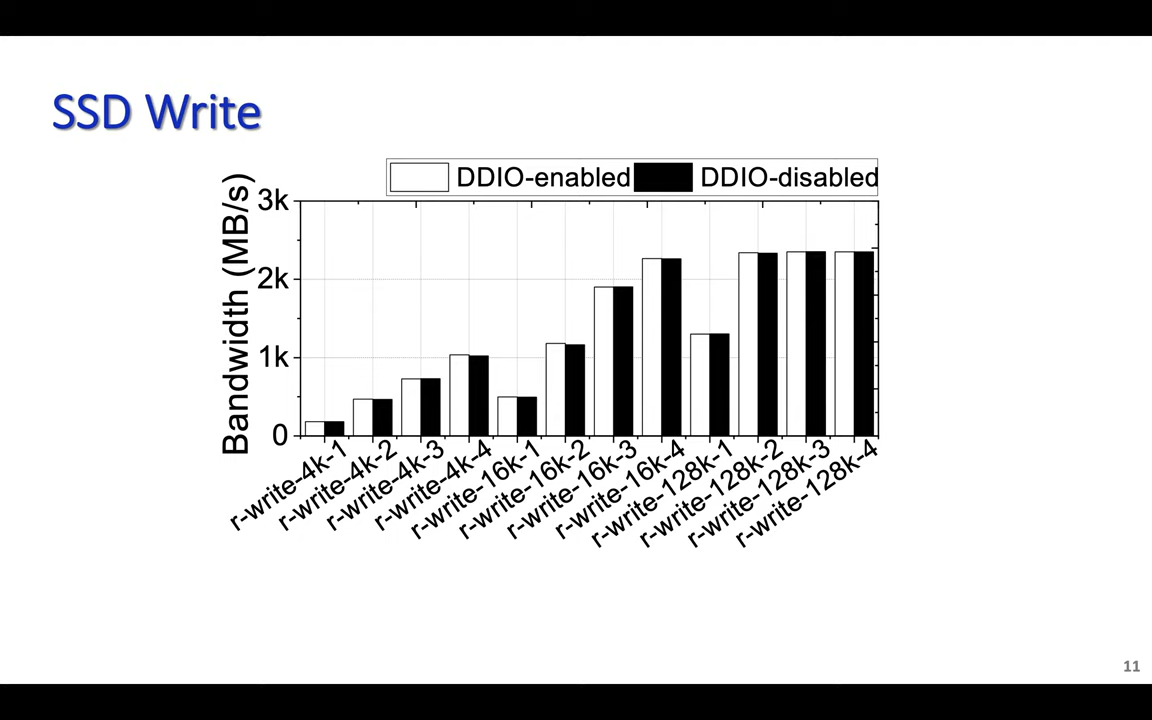 SSD Write
DDIO-enabled
DDIO-disabled
Bandwidth (MB/s)
3k
2k
1k
0
r-write-4k-1
r-write-4k-2
r-write-4k-3
r-write-4k-4
r-write-16k-1
r-write-16k-2
r-write-16k-3
r-write-16k-4
r-write-128k-1
r-write-128k-2
r-write-128k-3
r-write-128k-4
11